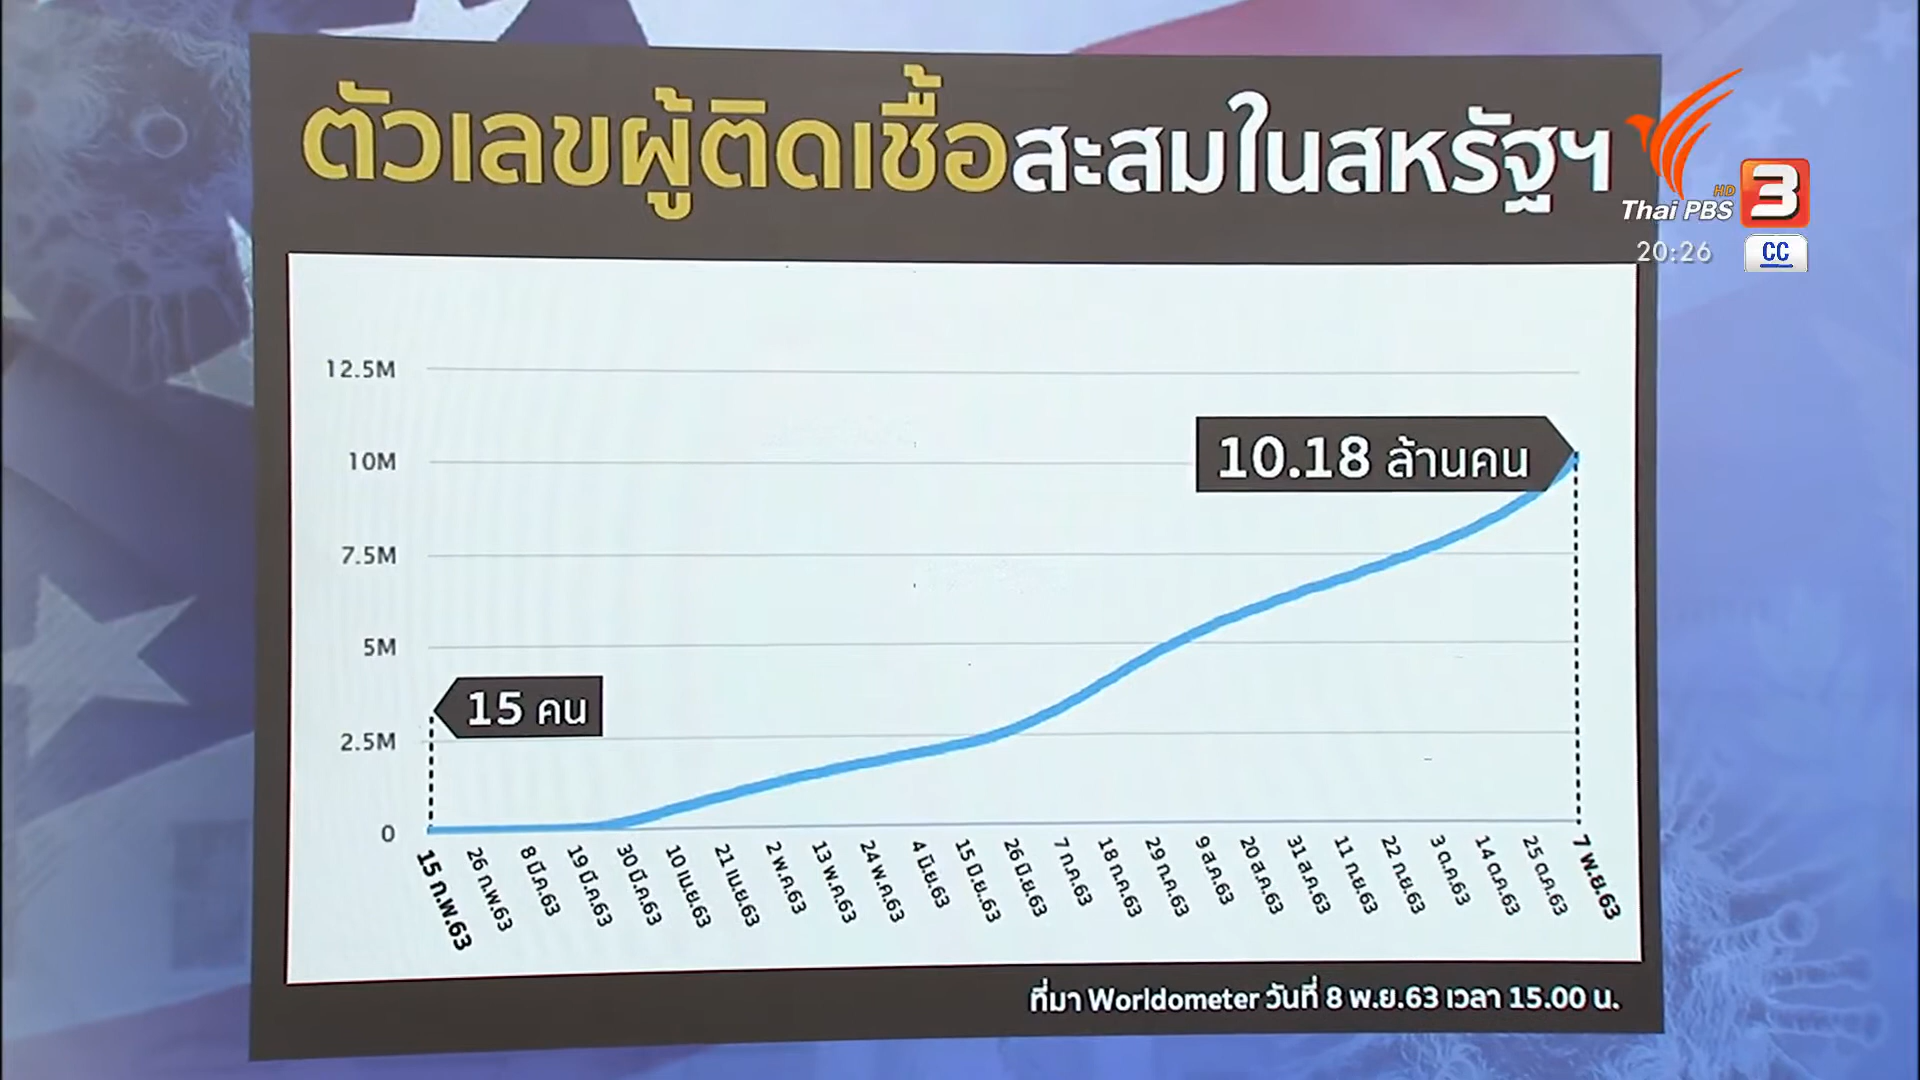 ตัวเลขผู้ติดเชื้อสะสมในสหรัฐฯ
HD
Thai PBS 3
20:26 CC
12.5M
10M
7.5M
5M
2.5M
0
10.18 ล้านคน
15 คน
15 ก.พ.63 26 ก.พ.63 8 มี.ค.63 19 มี.ค.63 30 มี.ค.63 10 เม.ย.63 21 เม.ย.63 2 พ.ค.63 13 พ.ค.63 24 พ.ค.63 4 มิ.ย.63 15 มิ.ย.63 26 มิ.ย.63 7 ก.ค.63 18 ก.ค.63 29 ก.ค.63 9 ส.ค.63 20 ส.ค.63 31 ส.ค.63 11 ก.ย.63 22 ก.ย.63 3 ต.ค.63 14 ต.ค.63 25 ต.ค.63 7 พ.ย.63
ที่มา Worldometer วันที่ 8 พ.ย.63 เวลา 15.00 น.